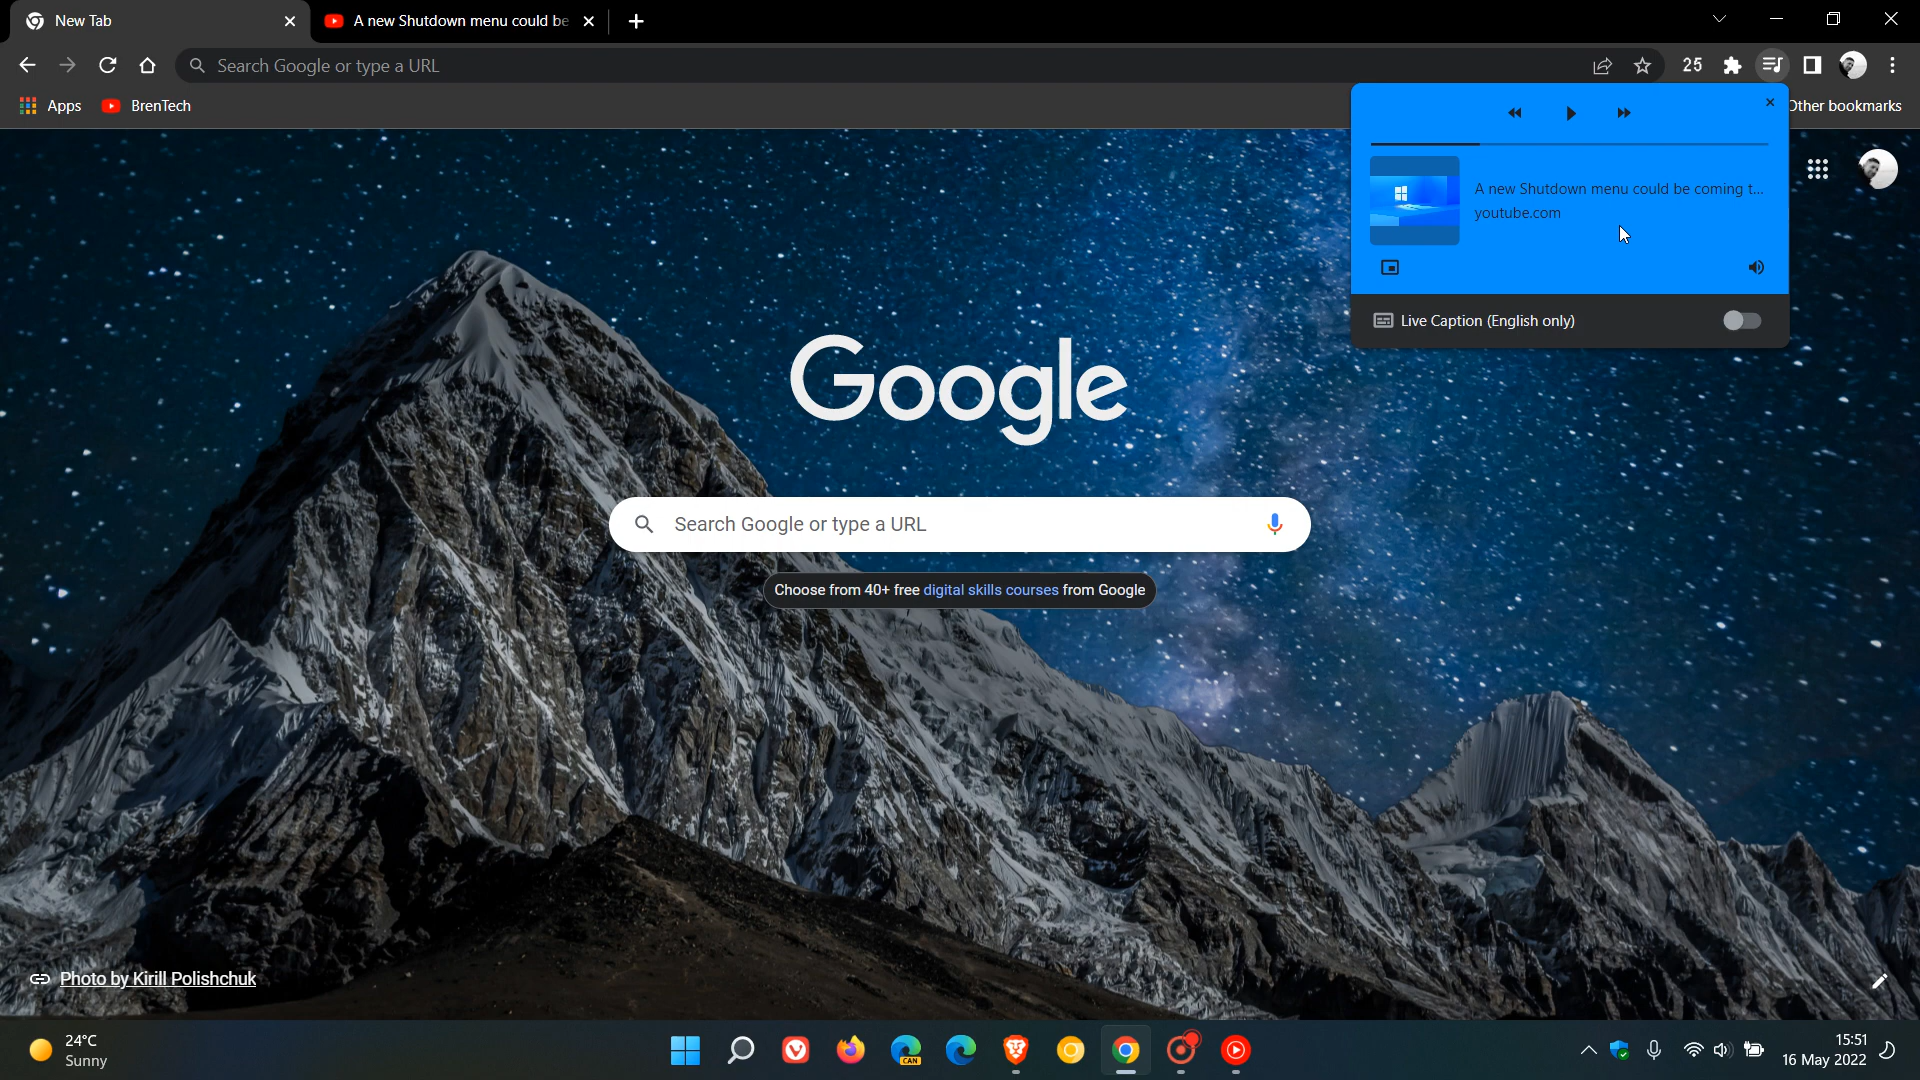 New Tab
A new Shutdown menu could be
Search Google or type a URL
25
Apps
BrenTech
Other bookmarks
A new Shutdown menu could be coming t...
youtube.com
Live Caption (English only)
Google
Search Google or type a URL
Choose from 40+ free digital skills courses from Google
Photo by Kirill Polishchuk
24°C
Sunny
CAN
15:51
16 May 2022